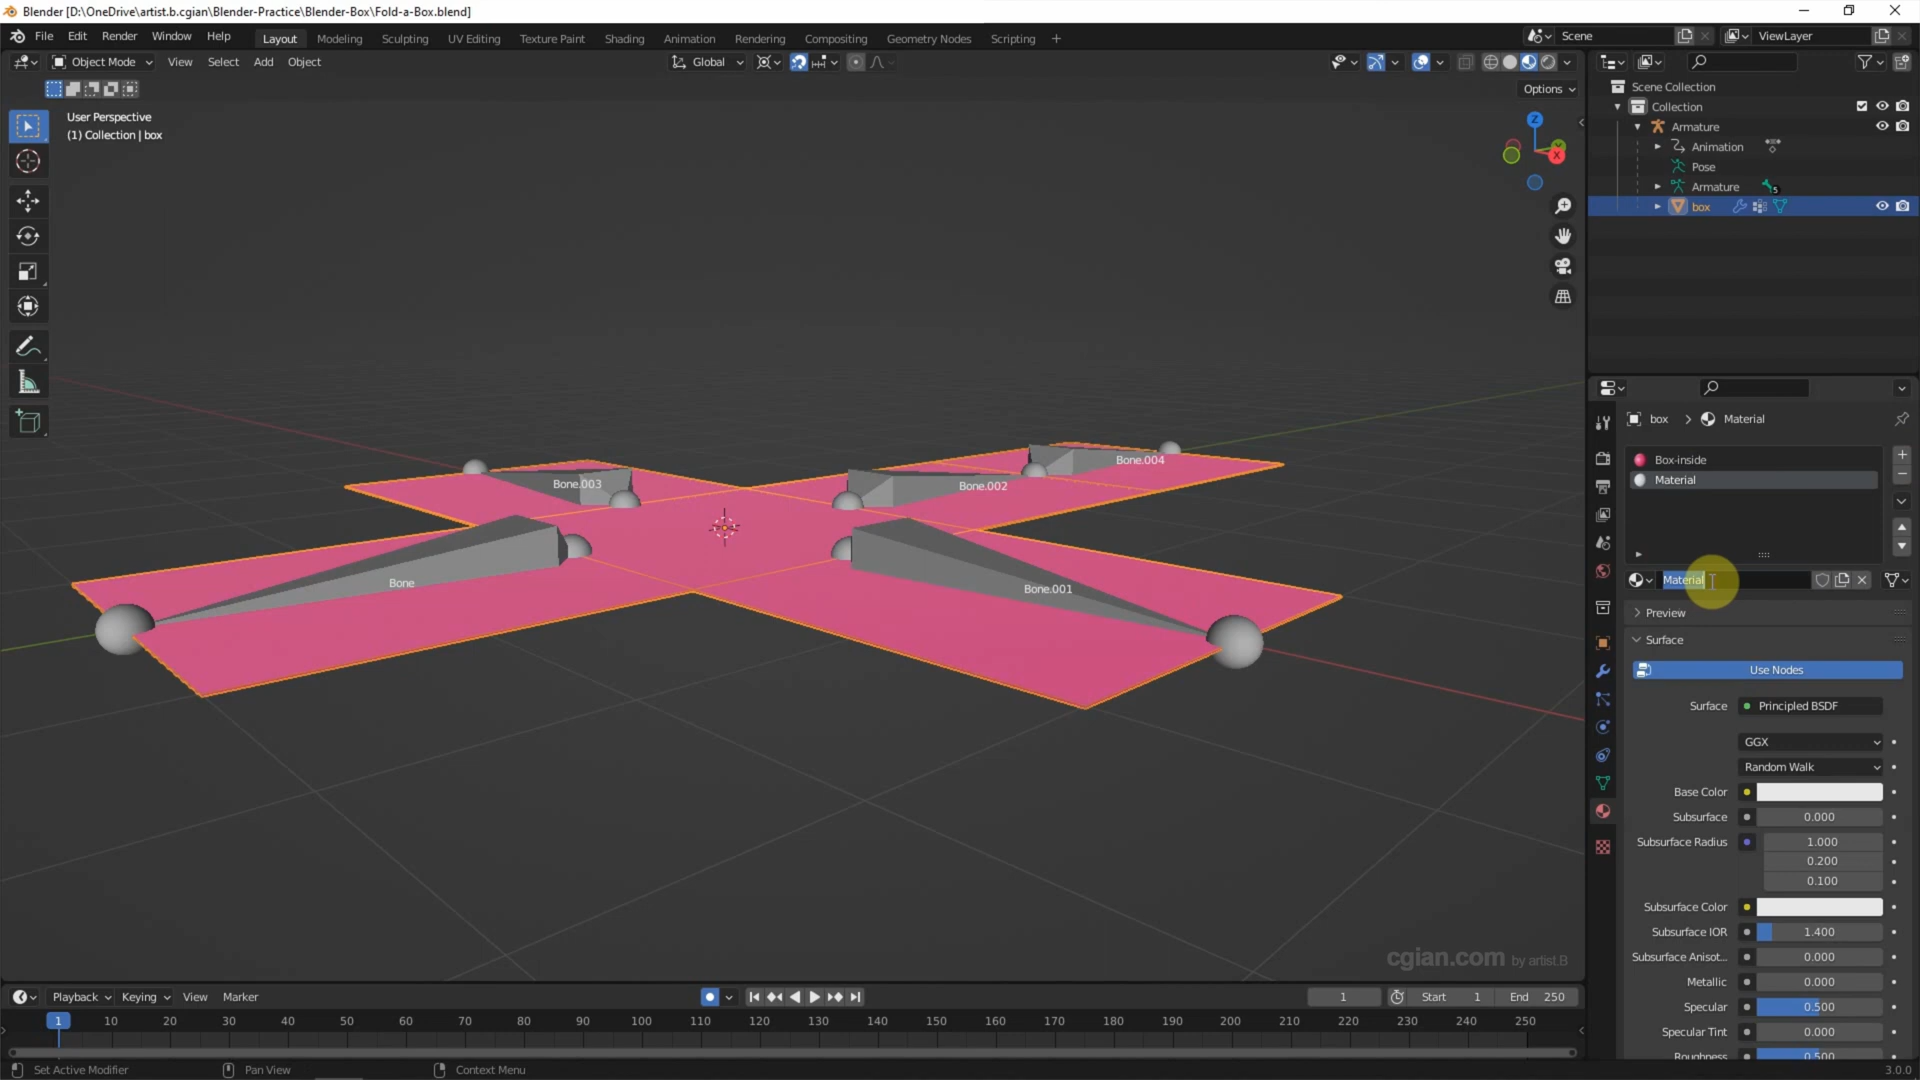 Blender [D:\OneDrive\artist.b.cgian\Blender-Practice\Blender-Box\Fold-a-Box.blend]
File Edit Render Window Help Layout Modeling Sculpting UV Editing Texture Paint Shading Animation Rendering Compositing Geometry Nodes Scripting + Scene ViewLayer
Object Mode View Select Add Object Global
Options
User Perspective
(1) Collection | box
Z
Y
X
Scene Collection
Collection
Armature
Animation
Pose
Armature 5
box
box > Material
Box-inside
Material
Material
Preview
Surface
Use Nodes
Surface Principled BSDF
GGX
Random Walk
Base Color
Subsurface 0.000
Subsurface Radius 1.000
0.200
0.100
Subsurface Color
Subsurface IOR 1.400
Subsurface Anisot... 0.000
Metallic 0.000
Specular 0.500
Specular Tint 0.000
Roughness 0.500
Bone.004
Bone.003
Bone.002
Bone
Bone.001
cgian.com by artist.B
Playback Keying View Marker 1 Start 1 End 250
1 10 20 30 40 50 60 70 80 90 100 110 120 130 140 150 160 170 180 190 200 210 220 230 240 250
Set Active Modifier Pan View Context Menu 3.0.0